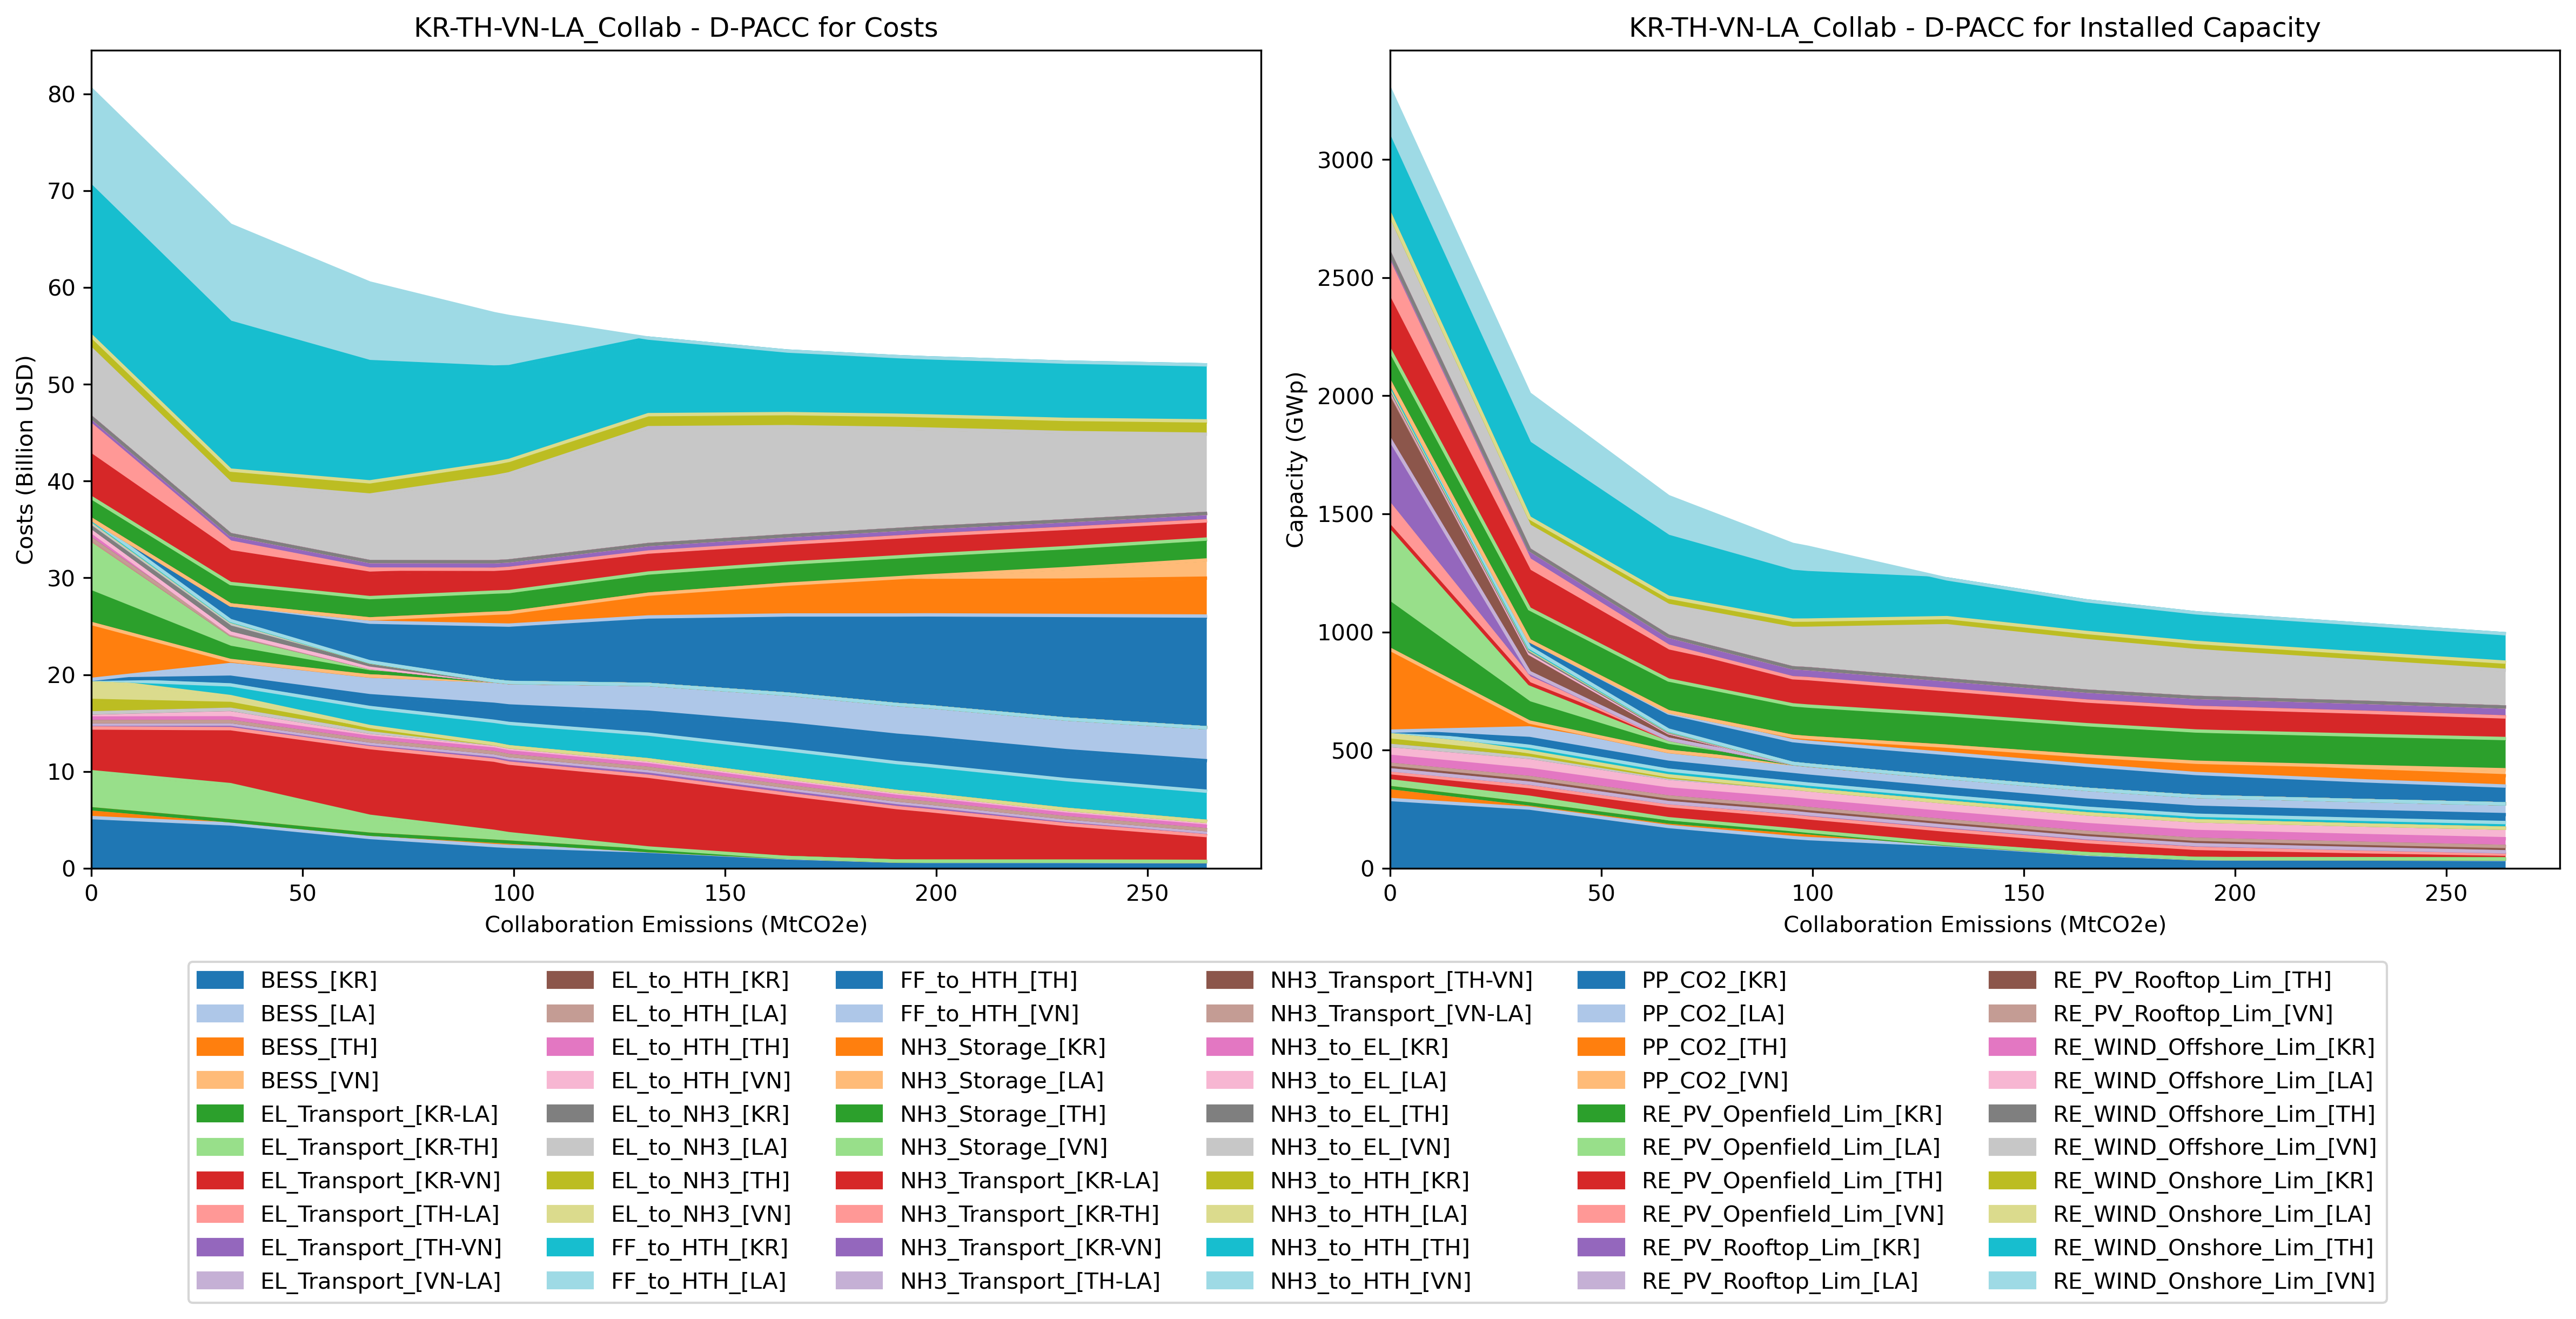 KR-TH-VN-LA_Collab - D-PACC for Costs
80
70
60
50
40
30
20
10
0
Costs (Billion USD)
0 50 100 150 200 250
Collaboration Emissions (MtCO2e)
KR-TH-VN-LA_Collab - D-PACC for Installed Capacity
3000
2500
2000
1500
1000
500
0
Capacity (GWp)
0 50 100 150 200 250
Collaboration Emissions (MtCO2e)
BESS_[KR]
BESS_[LA]
BESS_[TH]
BESS_[VN]
EL_Transport_[KR-LA]
EL_Transport_[KR-TH]
EL_Transport_[KR-VN]
EL_Transport_[TH-LA]
EL_Transport_[TH-VN]
EL_Transport_[VN-LA]
EL_to_HTH_[KR]
EL_to_HTH_[LA]
EL_to_HTH_[TH]
EL_to_HTH_[VN]
EL_to_NH3_[KR]
EL_to_NH3_[LA]
EL_to_NH3_[TH]
EL_to_NH3_[VN]
FF_to_HTH_[KR]
FF_to_HTH_[LA]
FF_to_HTH_[TH]
FF_to_HTH_[VN]
NH3_Storage_[KR]
NH3_Storage_[LA]
NH3_Storage_[TH]
NH3_Storage_[VN]
NH3_Transport_[KR-LA]
NH3_Transport_[KR-TH]
NH3_Transport_[KR-VN]
NH3_Transport_[TH-LA]
NH3_Transport_[TH-VN]
NH3_Transport_[VN-LA]
NH3_to_EL_[KR]
NH3_to_EL_[LA]
NH3_to_EL_[TH]
NH3_to_EL_[VN]
NH3_to_HTH_[KR]
NH3_to_HTH_[LA]
NH3_to_HTH_[TH]
NH3_to_HTH_[VN]
PP_CO2_[KR]
PP_CO2_[LA]
PP_CO2_[TH]
PP_CO2_[VN]
RE_PV_Openfield_Lim_[KR]
RE_PV_Openfield_Lim_[LA]
RE_PV_Openfield_Lim_[TH]
RE_PV_Openfield_Lim_[VN]
RE_PV_Rooftop_Lim_[KR]
RE_PV_Rooftop_Lim_[LA]
RE_PV_Rooftop_Lim_[TH]
RE_PV_Rooftop_Lim_[VN]
RE_WIND_Offshore_Lim_[KR]
RE_WIND_Offshore_Lim_[LA]
RE_WIND_Offshore_Lim_[TH]
RE_WIND_Offshore_Lim_[VN]
RE_WIND_Onshore_Lim_[KR]
RE_WIND_Onshore_Lim_[LA]
RE_WIND_Onshore_Lim_[TH]
RE_WIND_Onshore_Lim_[VN]